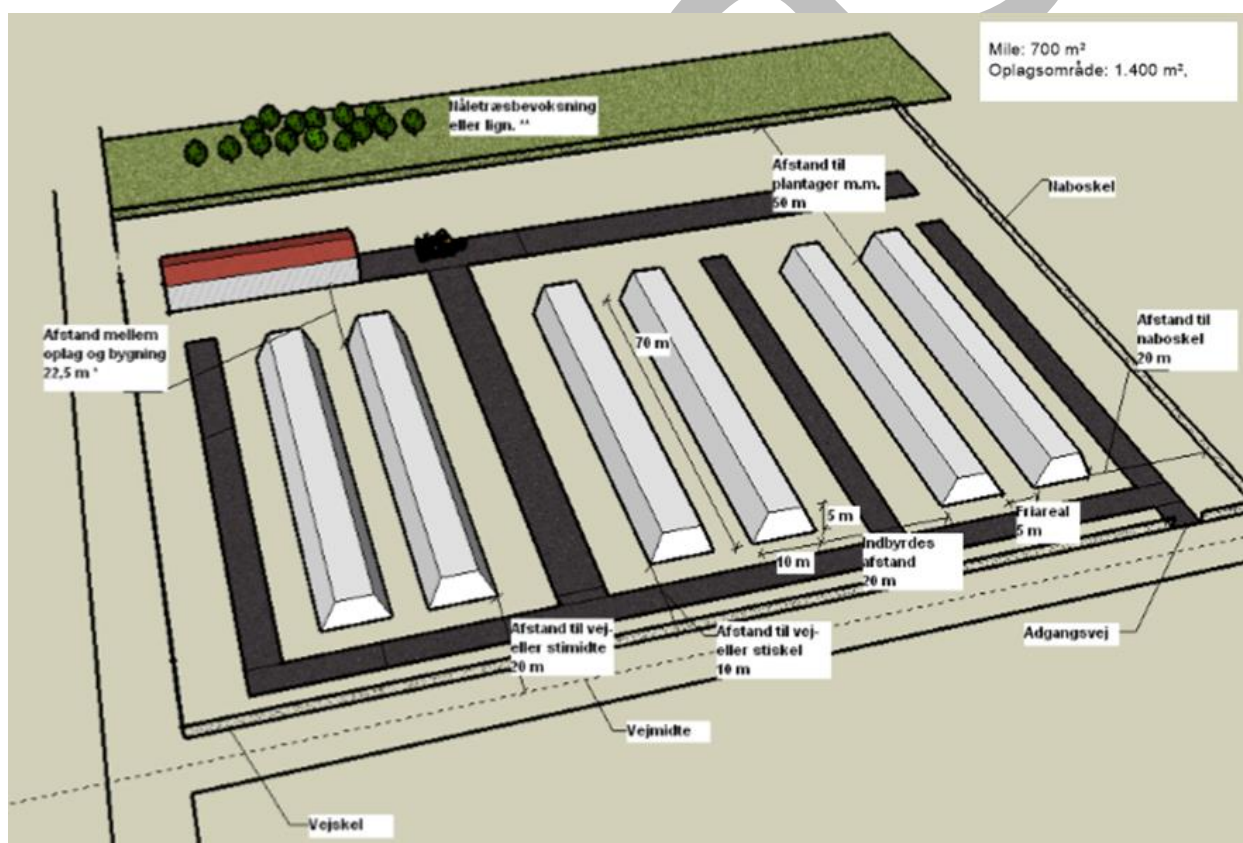 Mile: 700 m²
Oplagsområde: 1.400 m²,
Nåletræsbevoksning
eller lign. **
Afstand til
plantager m.m.
50 m
Naboskel
Afstand mellem
oplag og bygning
22,5 m *
70 m
Afstand til
naboskel
20 m
5 m
Friareal
5 m
10 m
Indbyrdes
afstand
20 m
Afstand til vej-
eller stimidte
20 m
Afstand til vej-
eller stiskel
10 m
Adgangsvej
Vejmidte
Vejskel